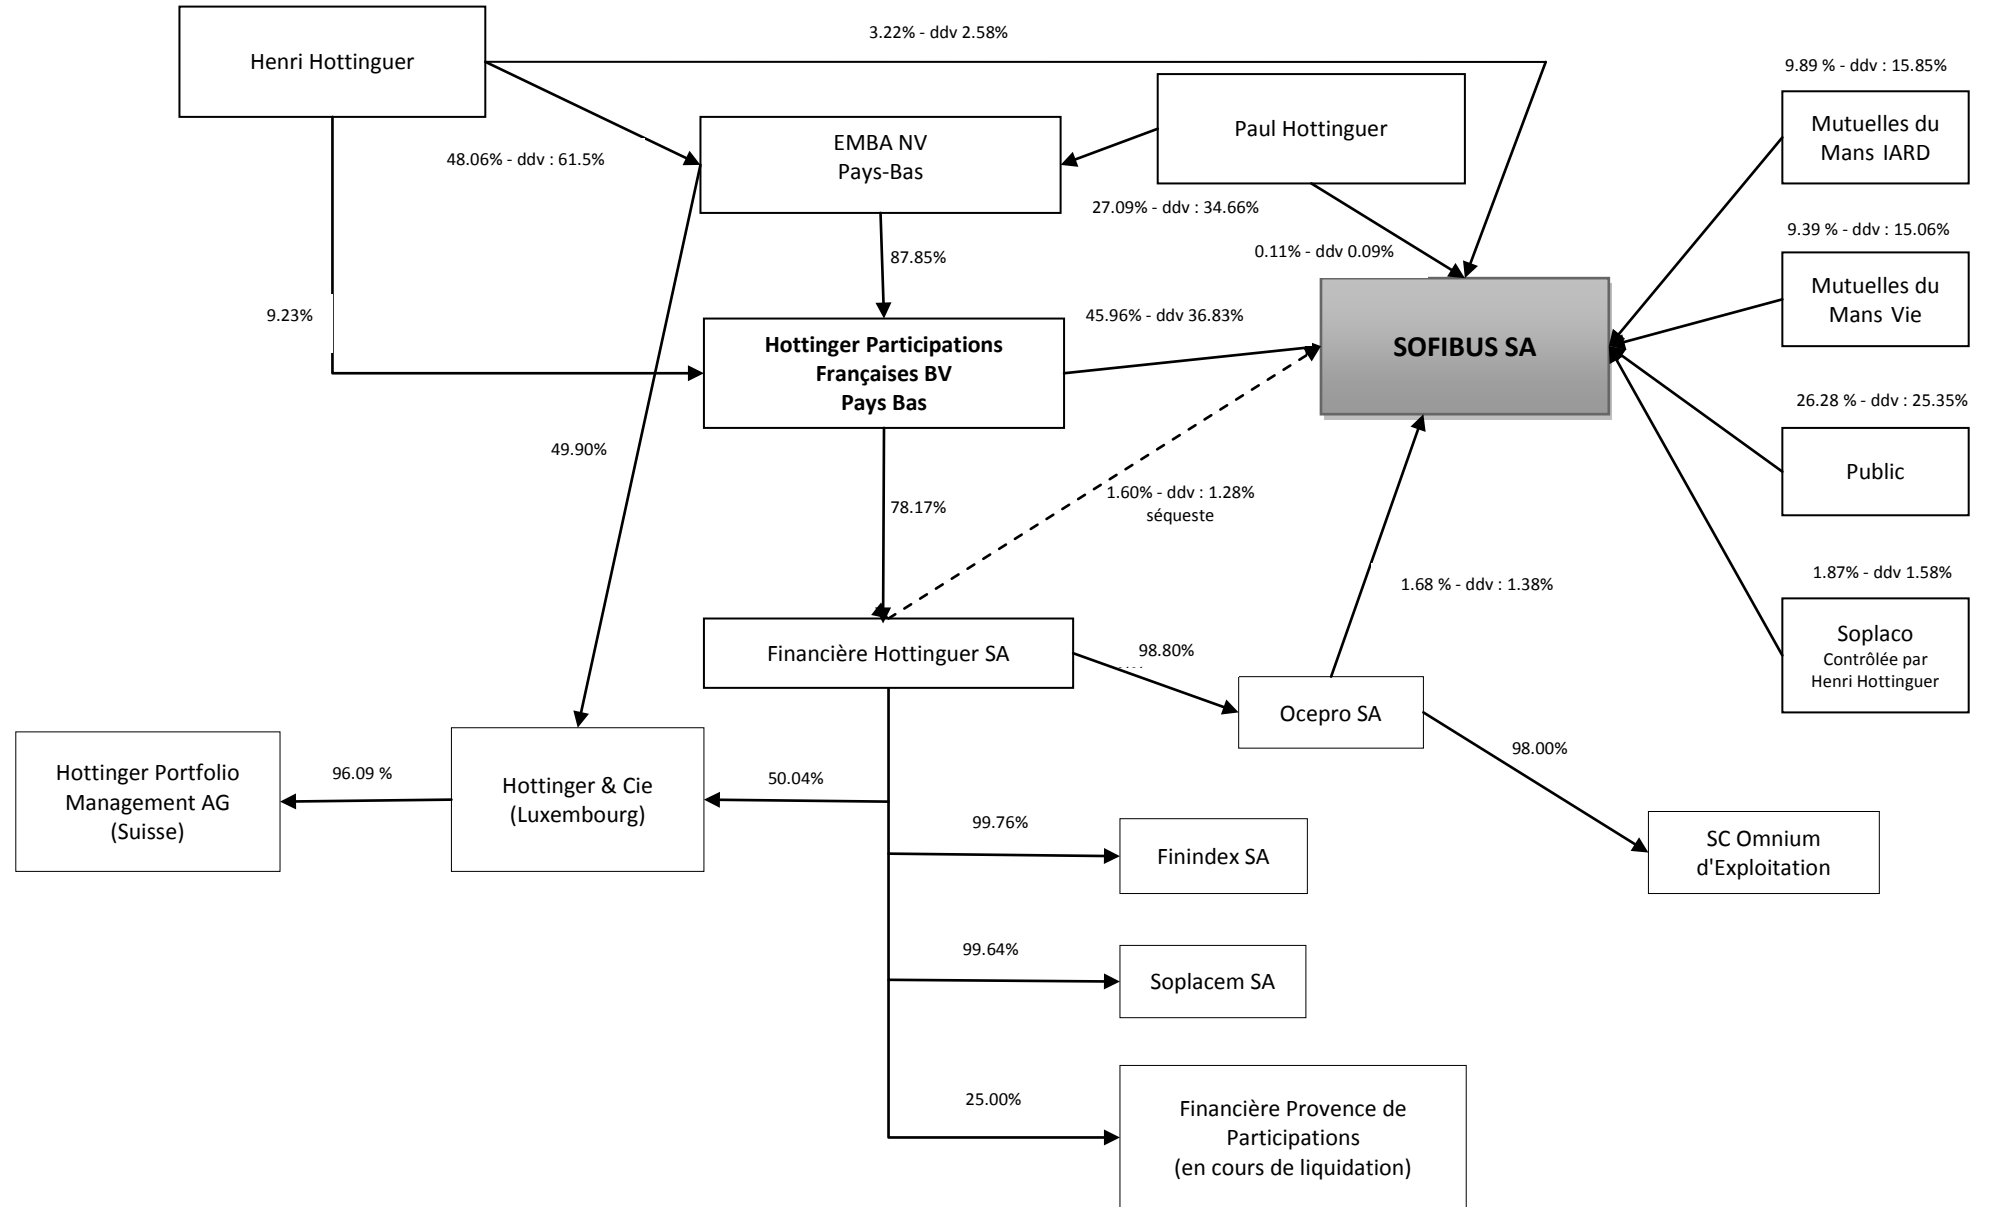 3.22% - ddv 2.58%
Henri Hottinguer
9.89 % - ddv : 15.85%
Mutuelles du
Mans IARD
EMBA NV
Pays-Bas
Paul Hottinguer
48.06% - ddv : 61.5%
27.09% - ddv : 34.66%
9.39 % - ddv : 15.06%
0.11% - ddv 0.09%
87.85%
Mutuelles du
Mans Vie
9.23%
45.96% - ddv 36.83%
Hottinger Participations
Françaises BV
Pays Bas
SOFIBUS SA
26.28 % - ddv : 25.35%
Public
49.90%
78.17%
1.60% - ddv : 1.28%
séqueste
1.68 % - ddv : 1.38%
1.87% - ddv 1.58%
Soplaco
Contrôlée par
Henri Hottinguer
Financière Hottinguer SA
98.80%
Ocepro SA
98.00%
Hottinger Portfolio
Management AG
(Suisse)
96.09 %
Hottinger & Cie
(Luxembourg)
50.04%
99.76%
Finindex SA
SC Omnium
d'Exploitation
99.64%
Soplacem SA
25.00%
Financière Provence de
Participations
(en cours de liquidation)